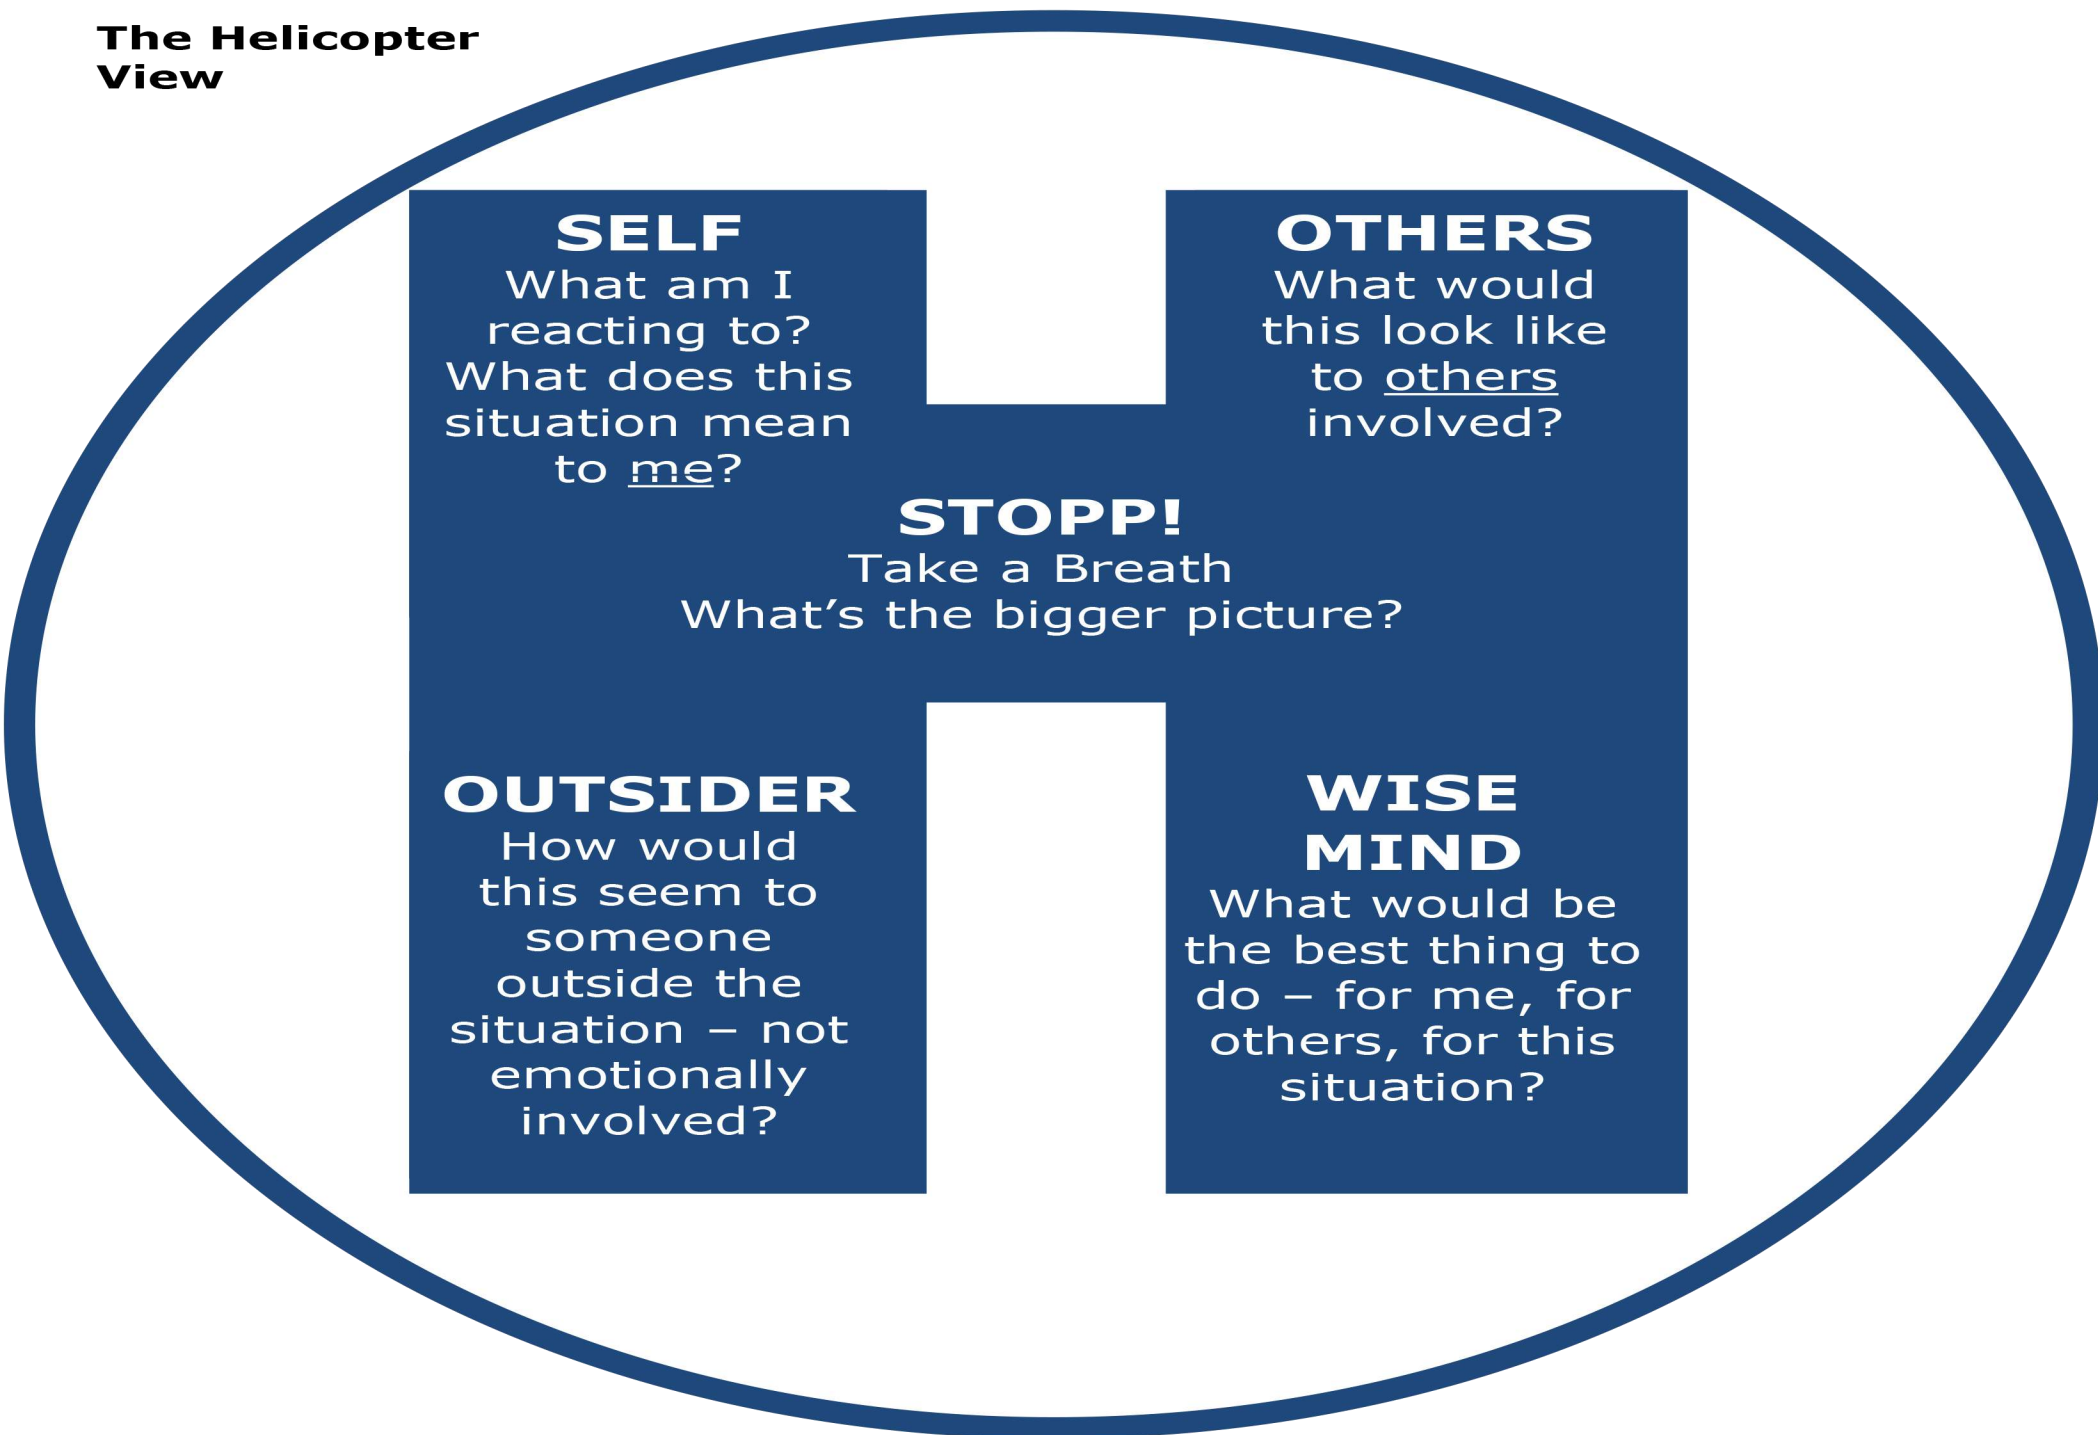 The Helicopter
View
SELF
What am I
reacting to?
What does this
situation mean
to me?
OTHERS
What would
this look like
to others
involved?
STOPP!
Take a Breath
What’s the bigger picture?
OUTSIDER
How would
this seem to
someone
outside the
situation – not
emotionally
involved?
WISE
MIND
What would be
the best thing to
do – for me, for
others, for this
situation?